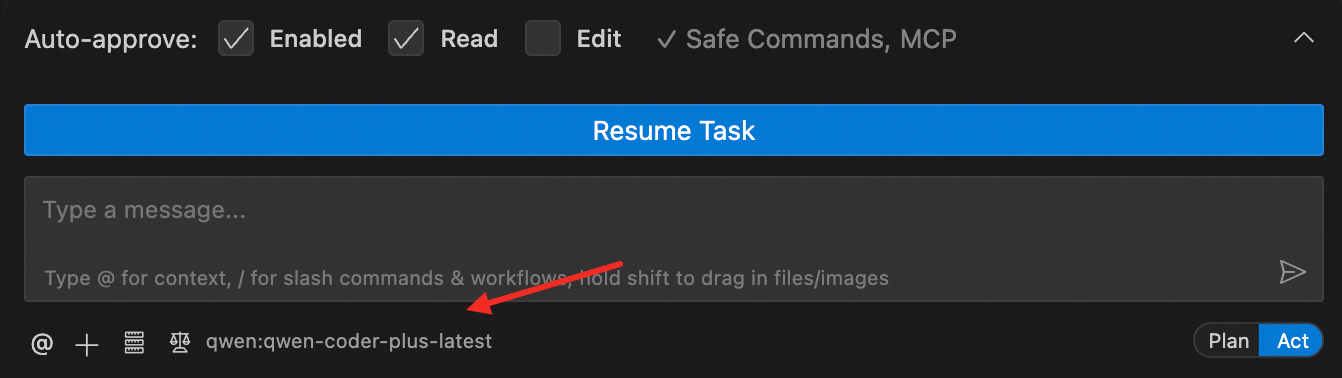 Auto-approve: Enabled Read Edit ✓ Safe Commands, MCP
Resume Task
Type a message...
Type @ for context, / for slash commands & workflows, hold shift to drag in files/images
@ + qwen:qwen-coder-plus-latest Plan Act